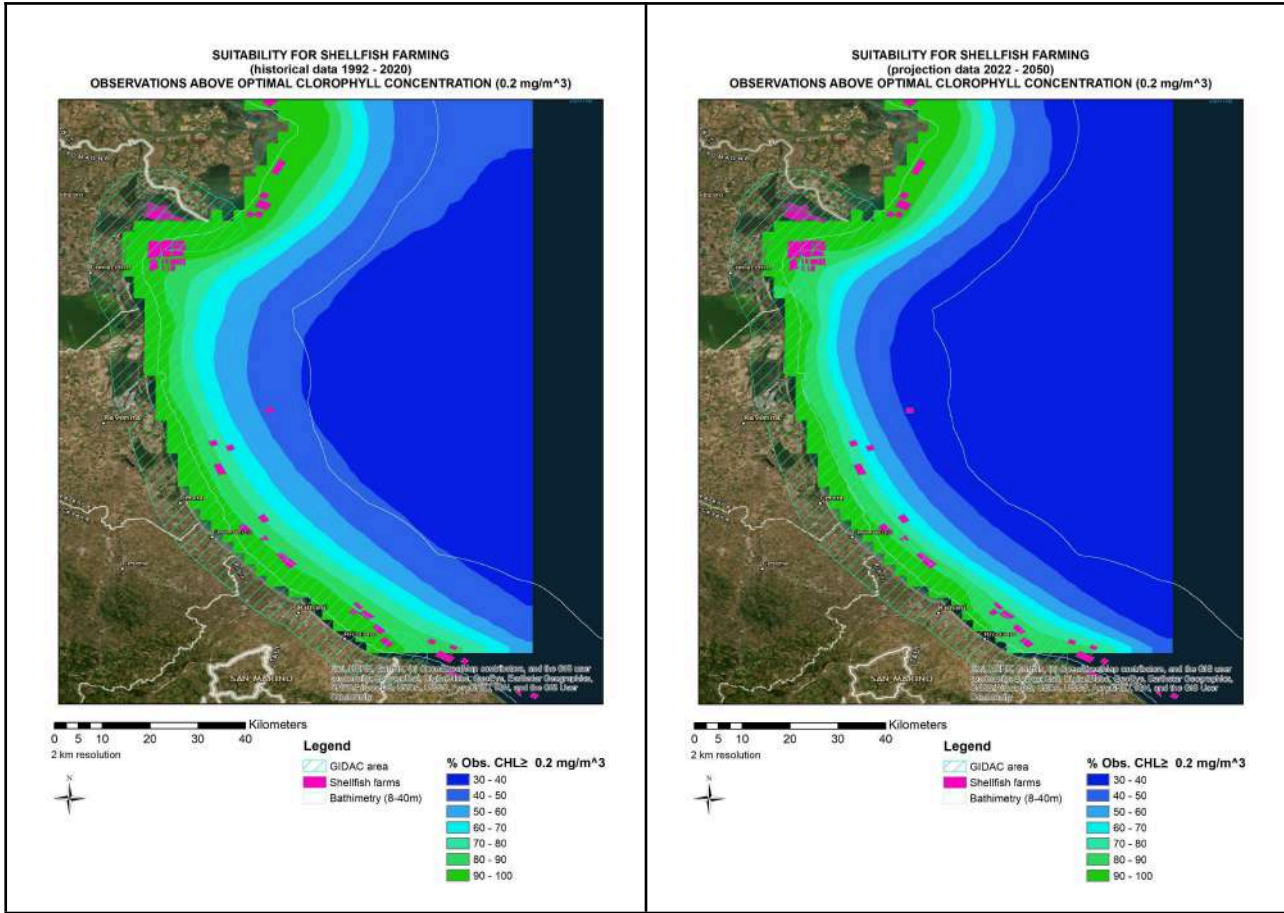 SUITABILITY FOR SHELLFISH FARMING
(historical data 1992 - 2020)
OBSERVATIONS ABOVE OPTIMAL CLOROPHYLL CONCENTRATION (0.2 mg/m^3)
SAN MARINO
Community
Kilometers
0 5 10 20 30 40
2 km resolution
N
Legend
GIDAC area
Shellfish farms
Bathimetry (8-40m)
% Obs. CHL≥ 0.2 mg/m^3
30 - 40
40 - 50
50 - 60
60 - 70
70 - 80
80 - 90
90 - 100
SUITABILITY FOR SHELLFISH FARMING
(projection data 2022 - 2050)
OBSERVATIONS ABOVE OPTIMAL CLOROPHYLL CONCENTRATION (0.2 mg/m^3)
SAN MARINO
Community
Kilometers
0 5 10 20 30 40
2 km resolution
N
Legend
GIDAC area
Shellfish farms
Bathimetry (8-40m)
% Obs. CHL≥ 0.2 mg/m^3
30 - 40
40 - 50
50 - 60
60 - 70
70 - 80
80 - 90
90 - 100